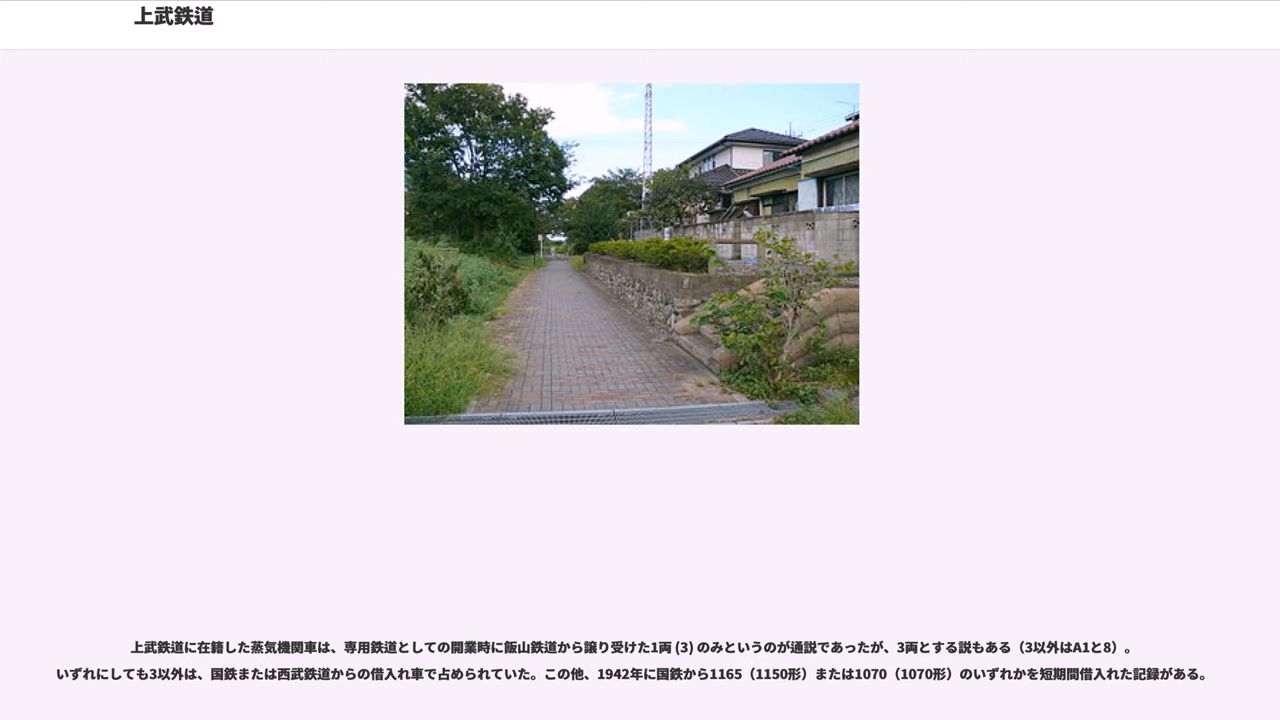 上武鉄道
上武鉄道に在籍した蒸気機関車は、専用鉄道としての開業時に飯山鉄道から譲り受けた1両 (3) のみというのが通説であったが、3両とする説もある（3以外はA1と8）。
いずれにしても3以外は、国鉄または西武鉄道からの借入れ車で占められていた。この他、1942年に国鉄から1165（1150形）または1070（1070形）のいずれかを短期間借入れた記録がある。